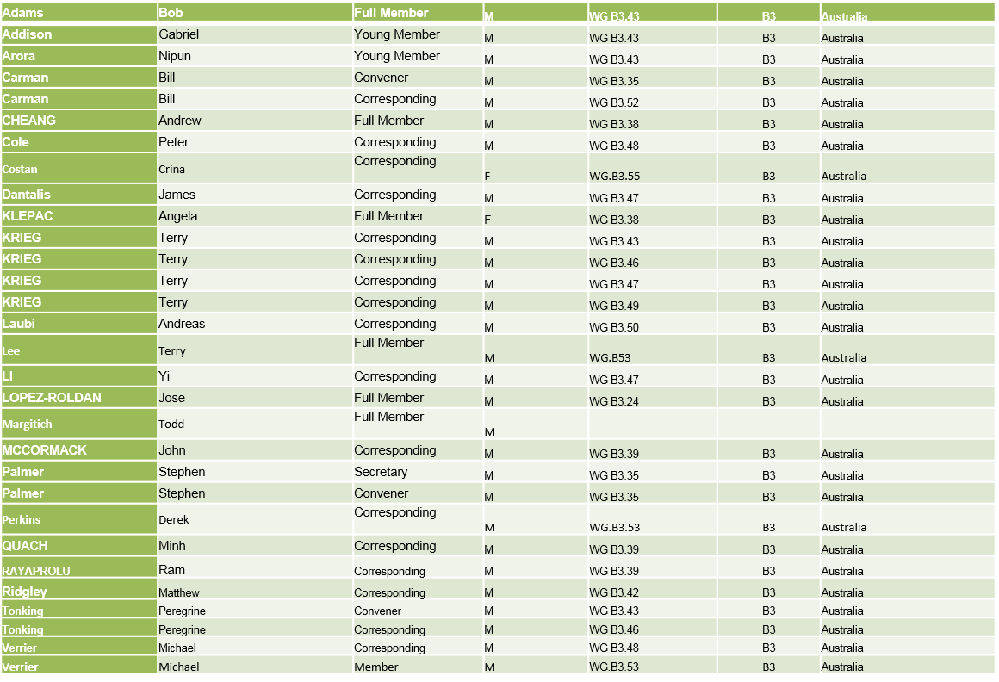 Adams Bob Full Member M WG B3.43 B3 Australia
Addison Gabriel Young Member M WG B3.43 B3 Australia
Arora Nipun Young Member M WG B3.43 B3 Australia
Carman Bill Convener M WG B3.35 B3 Australia
Carman Bill Corresponding M WG B3.52 B3 Australia
CHEANG Andrew Full Member M WG B3.38 B3 Australia
Cole Peter Corresponding M WG B3.48 B3 Australia
Costan Crina Corresponding F WG.B3.55 B3 Australia
Dantalis James Corresponding M WG B3.47 B3 Australia
KLEPAC Angela Full Member F WG B3.38 B3 Australia
KRIEG Terry Corresponding M WG B3.43 B3 Australia
KRIEG Terry Corresponding M WG B3.46 B3 Australia
KRIEG Terry Corresponding M WG B3.47 B3 Australia
KRIEG Terry Corresponding M WG B3.49 B3 Australia
Laubi Andreas Corresponding M WG B3.50 B3 Australia
Lee Terry Full Member M WG.B53 B3 Australia
LI Yi Corresponding M WG B3.47 B3 Australia
LOPEZ-ROLDAN Jose Full Member M WG B3.24 B3 Australia
Margitich Todd Full Member M
MCCORMACK John Corresponding M WG B3.39 B3 Australia
Palmer Stephen Secretary M WG B3.35 B3 Australia
Palmer Stephen Convener M WG B3.35 B3 Australia
Perkins Derek Corresponding M WG.B3.53 B3 Australia
QUACH Minh Corresponding M WG B3.39 B3 Australia
RAYAPROLU Ram Corresponding M WG B3.39 B3 Australia
Ridgley Matthew Corresponding M WG B3.42 B3 Australia
Tonking Peregrine Convener M WG B3.43 B3 Australia
Tonking Peregrine Corresponding M WG B3.46 B3 Australia
Verrier Michael Corresponding M WG B3.48 B3 Australia
Verrier Michael Member M WG.B3.53 B3 Australia